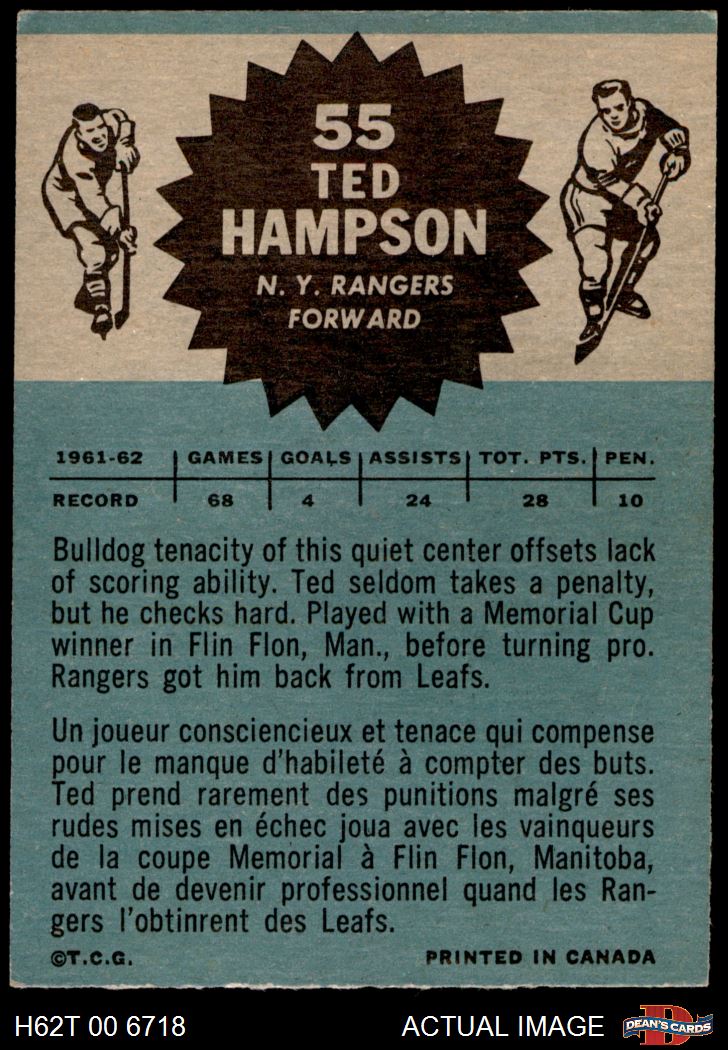 55
TED
HAMPSON
N. Y. RANGERS
FORWARD
1961-62 GAMES GOALS ASSISTS TOT. PTS. PEN.
RECORD 68 4 24 28 10
Bulldog tenacity of this quiet center offsets lack
of scoring ability. Ted seldom takes a penalty,
but he checks hard. Played with a Memorial Cup
winner in Flin Flon, Man., before turning pro.
Rangers got him back from Leafs.
Un joueur consciencieux et tenace qui compense
pour le manque d'habileté à compter des buts.
Ted prend rarement des punitions malgré ses
rudes mises en échec joua avec les vainqueurs
de la coupe Memorial à Flin Flon, Manitoba,
avant de devenir professionnel quand les Ran-
gers l'obtinrent des Leafs.
©T.C.G. PRINTED IN CANADA
H62T 00 6718 ACTUAL IMAGE D DEAN'S CARDS